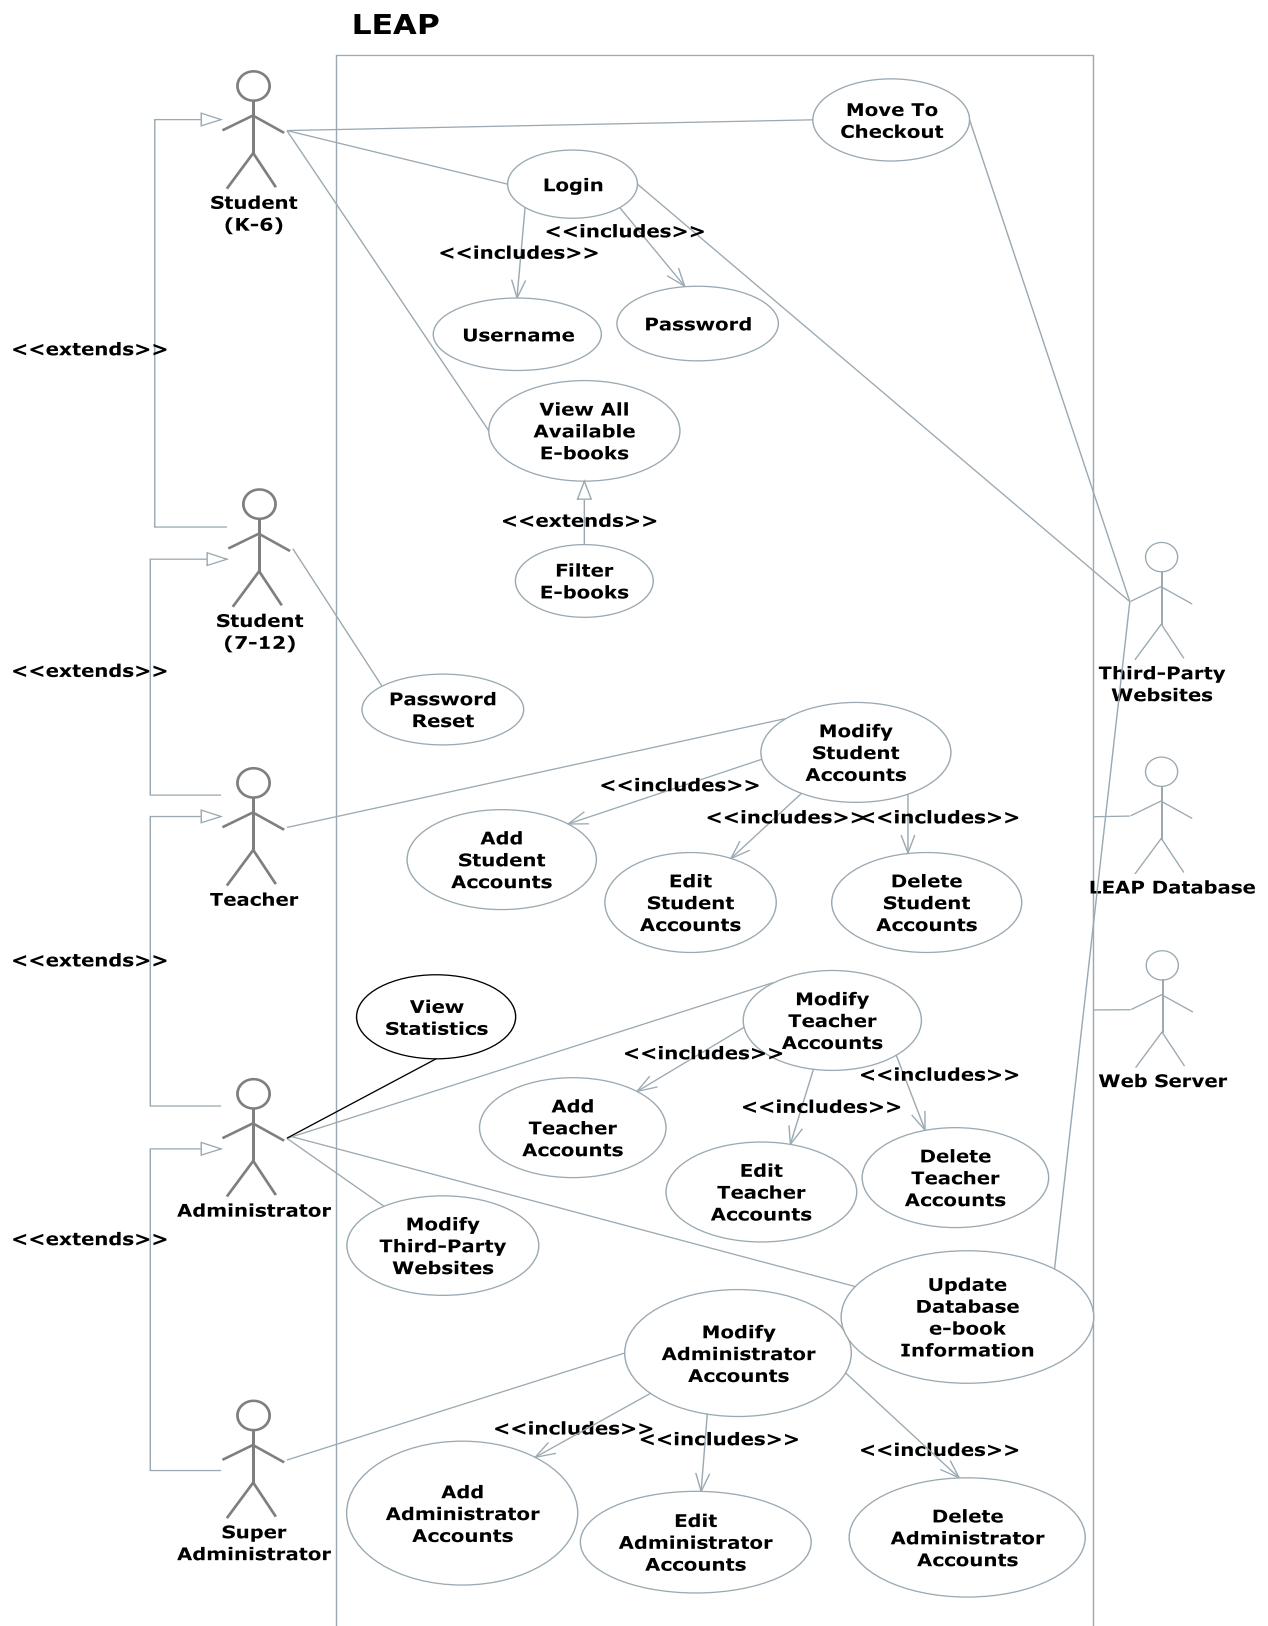 LEAP
Move To
Checkout
Login
Student
(K-6)
<<includes>>
<<includes>>
Username
Password
<<extends>>
View All
Available
E-books
<<extends>>
Filter
E-books
Student
(7-12)
<<extends>>
Third-Party
Websites
Password
Reset
Modify
Student
Accounts
<<includes>>
<<includes>>
<<includes>>
Add
Student
Accounts
Edit
Student
Accounts
Delete
Student
Accounts
LEAP Database
Teacher
<<extends>>
View
Statistics
Modify
Teacher
Accounts
<<includes>>
<<includes>>
<<includes>>
Web Server
Add
Teacher
Accounts
Edit
Teacher
Accounts
Delete
Teacher
Accounts
Administrator
<<extends>>
Modify
Third-Party
Websites
Update
Database
e-book
Information
Modify
Administrator
Accounts
<<includes>>
<<includes>>
<<includes>>
Add
Administrator
Accounts
Edit
Administrator
Accounts
Delete
Administrator
Accounts
Super
Administrator